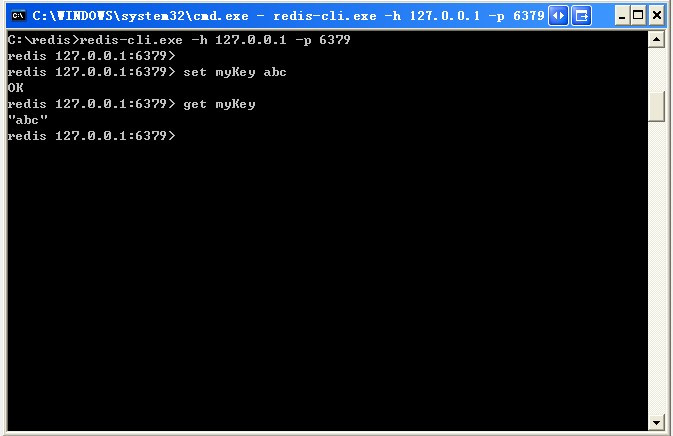 C:\WINDOWS\system32\cmd.exe - redis-cli.exe -h 127.0.0.1 -p 6379
C:\redis>redis-cli.exe -h 127.0.0.1 -p 6379
redis 127.0.0.1:6379>
redis 127.0.0.1:6379> set myKey abc
OK
redis 127.0.0.1:6379> get myKey
"abc"
redis 127.0.0.1:6379>